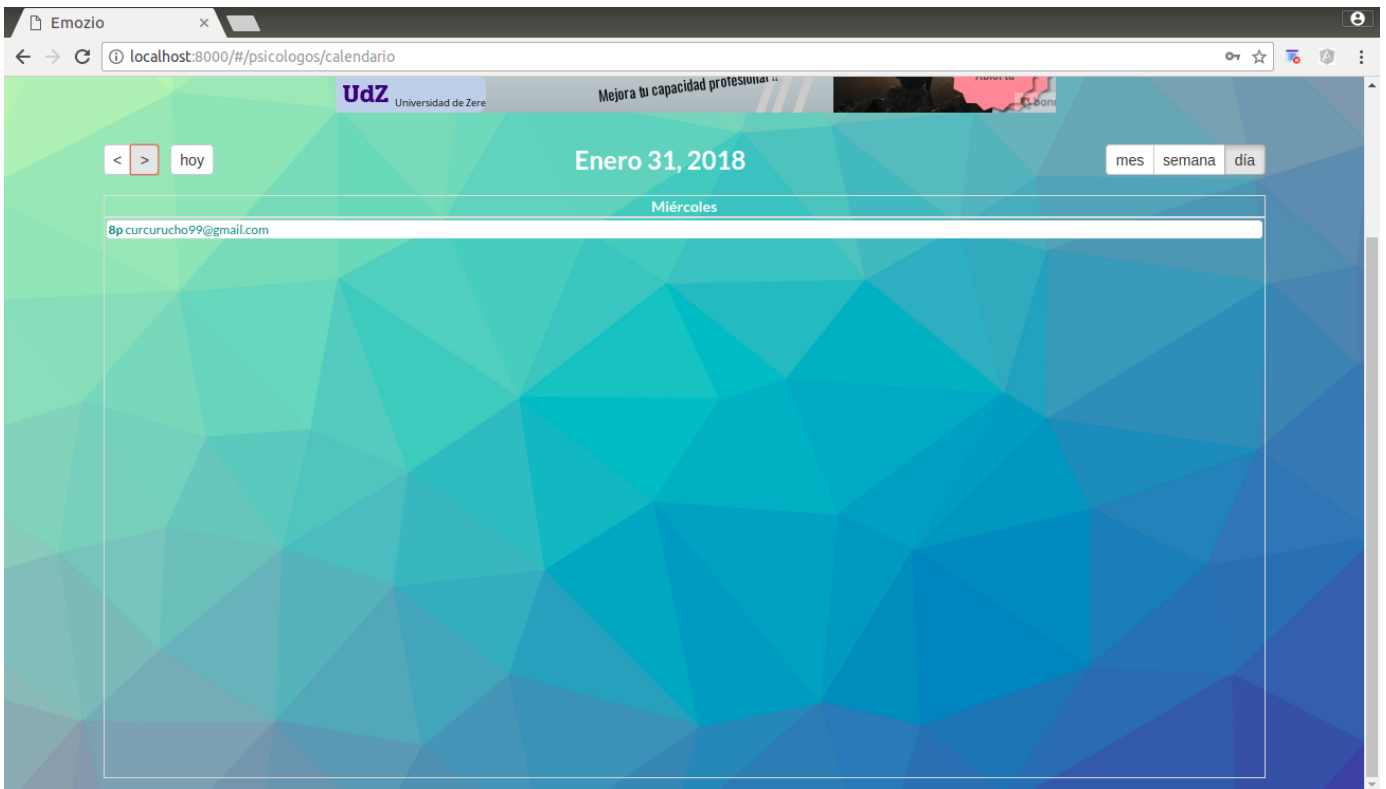 Emozio
localhost:8000/#/psicologos/calendario
UdZ Universidad de Zere
Mejora tu capacidad profesional !!
< > hoy
Enero 31, 2018
mes semana día
Miércoles
8p curcurucho99@gmail.com